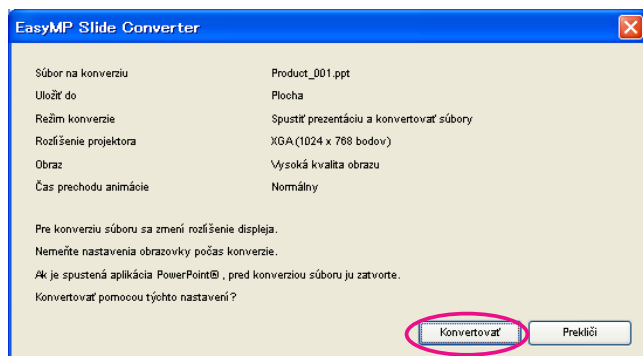 EasyMP Slide Converter
Súbor na konverziu Product_001.ppt
Uložiť do Plocha
Režim konverzie Spustiť prezentáciu a konvertovať súbory
Rozlíšenie projektora XGA (1024 x 768 bodov)
Obraz Vysoká kvalita obrazu
Čas prechodu animácie Normálny
Pre konverziu súboru sa zmení rozlíšenie displeja.
Nemeňte nastavenia obrazovky počas konverzie.
Ak je spustená aplikácia PowerPoint® , pred konverziou súboru ju zatvorte.
Konvertovať pomocou týchto nastavení?
Konvertovať Prekliči